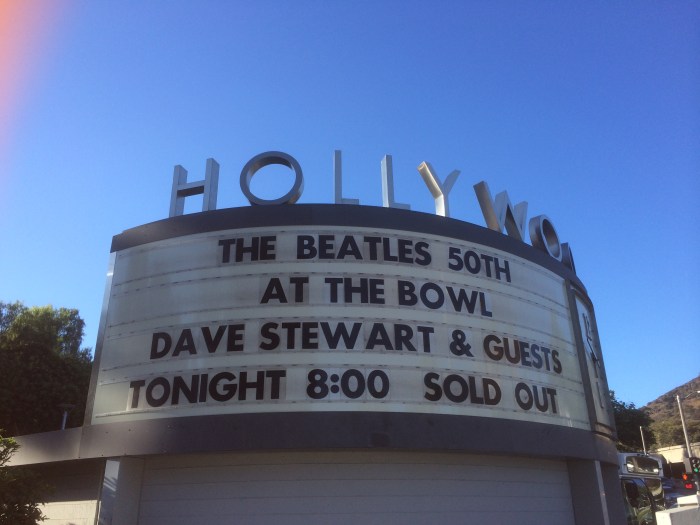 HOLLYWO
THE BEATLES 50TH
AT THE BOWL
DAVE STEWART & GUESTS
TONIGHT 8:00 SOLD OUT